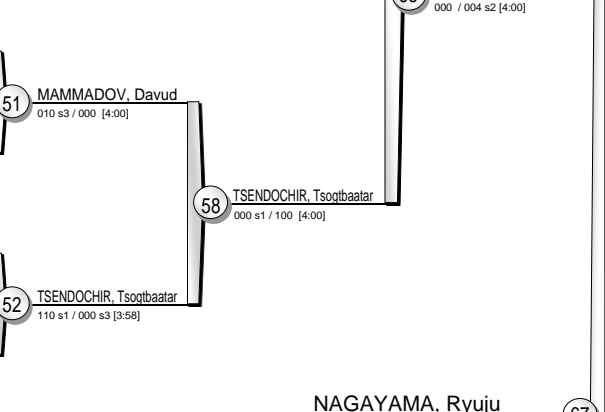 000 / 004 s2 [4:00]
51 MAMMADOV, Davud
010 s3 / 000 [4:00]
58 TSENDOCHIR, Tsogtbaatar
000 s1 / 100 [4:00]
52 TSENDOCHIR, Tsogtbaatar
110 s1 / 000 s3 [3:58]
NAGAYAMA, Ryuju